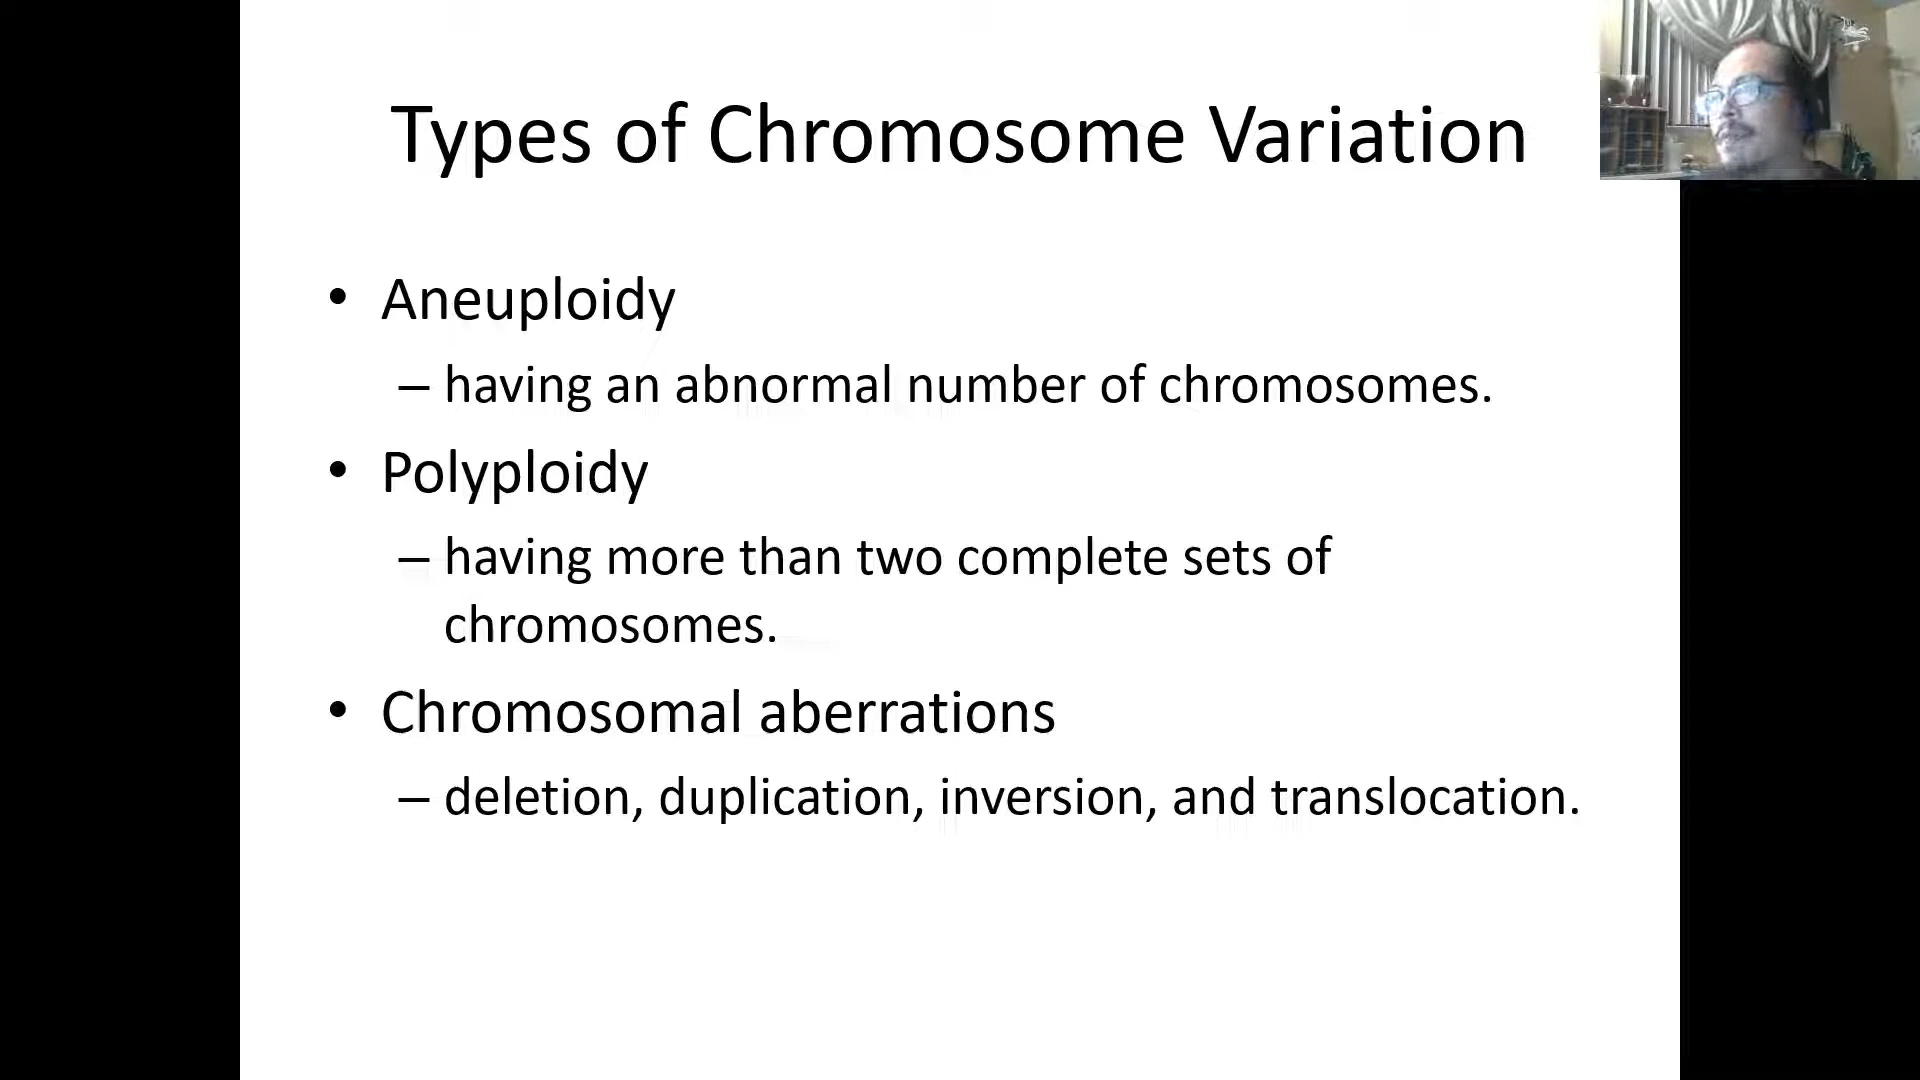 Types of Chromosome Variation
• Aneuploidy
– having an abnormal number of chromosomes.
• Polyploidy
– having more than two complete sets of
chromosomes.
• Chromosomal aberrations
– deletion, duplication, inversion, and translocation.